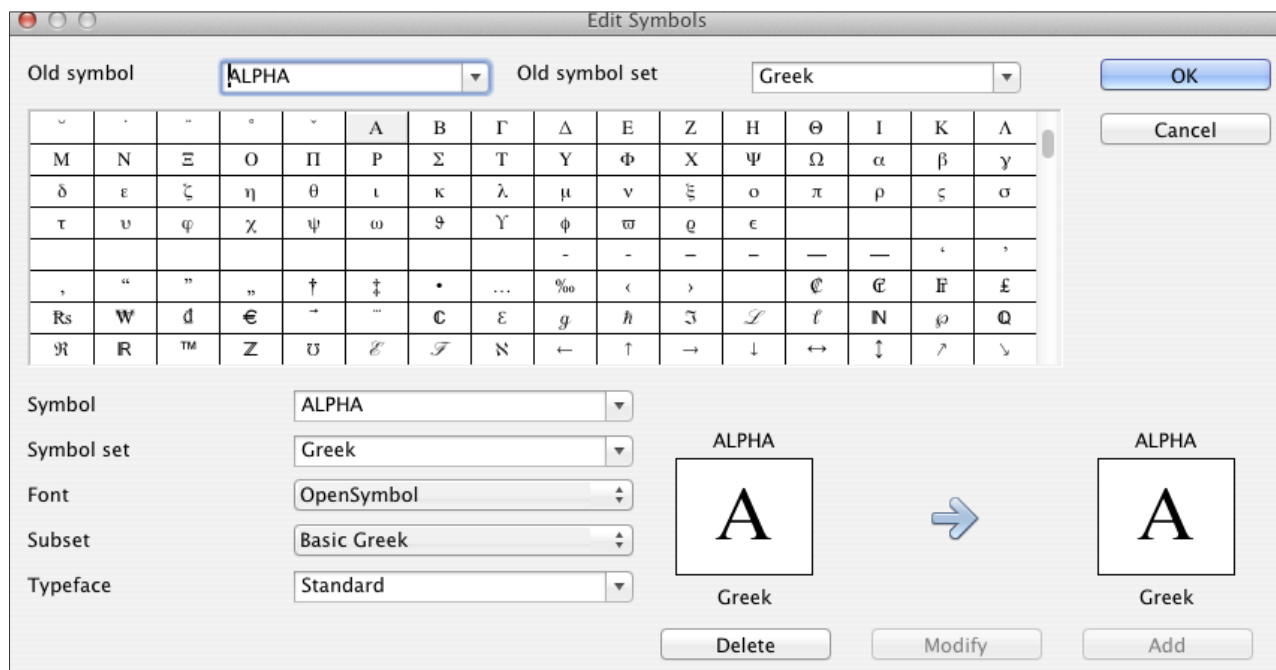 Edit Symbols
Old symbol ALPHA Old symbol set Greek OK
Cancel
˘ ˙ ¨ ˚ ˇ Α Β Γ Δ Ε Ζ Η Θ Ι Κ Λ
Μ Ν Ξ Ο Π Ρ Σ Τ Υ Φ Χ Ψ Ω α β γ
δ ε ζ η θ ι κ λ μ ν ξ ο π ρ ς σ
τ υ φ χ ψ ω ϑ ϒ ϕ ϖ ϱ ϵ
‐ ‑ ‒ – — ― ‘ ’
‚ “ ” „ † ‡ • … ‰ ‹ › ₡ ₢ ₣ ₤
₨ ₩ ₫ € ℂ ℇ ℊ ℏ ℑ ℒ ℓ ℕ ℘ ℚ
ℜ ℝ ™ ℤ ℧ ℰ ℱ ℵ ← ↑ → ↓ ↔ ↕ ↗ ↘
Symbol ALPHA
Symbol set Greek
Font OpenSymbol
Subset Basic Greek
Typeface Standard
ALPHA ALPHA
Α Α
Greek Greek
Delete Modify Add